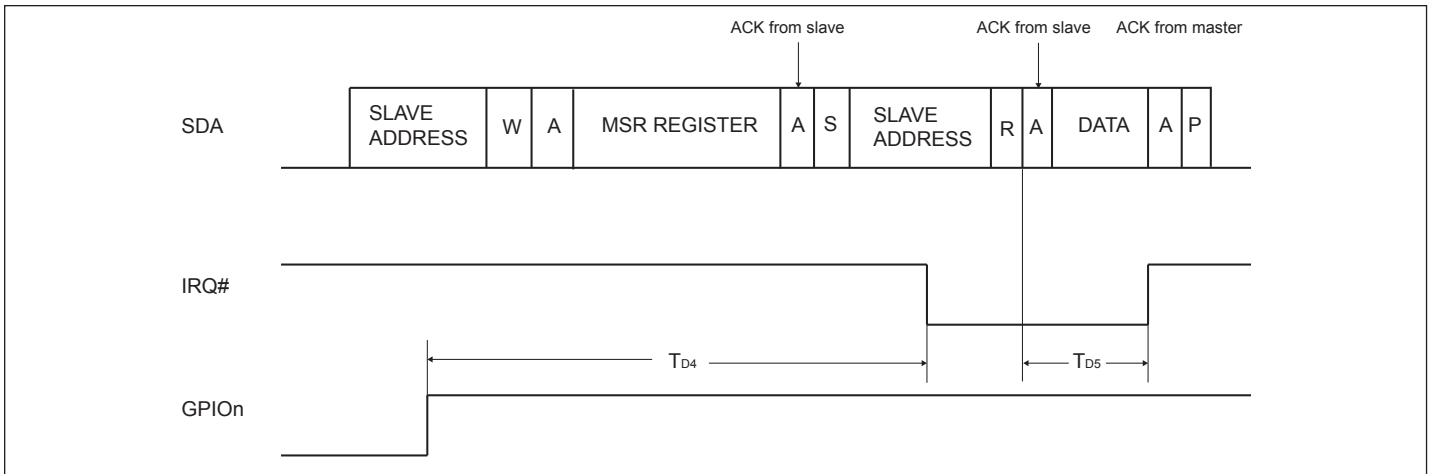 ACK from slave ACK from slave ACK from master
SDA SLAVE ADDRESS W A MSR REGISTER A S SLAVE ADDRESS R A DATA A P
IRQ#
TD4 TD5
GPIOn